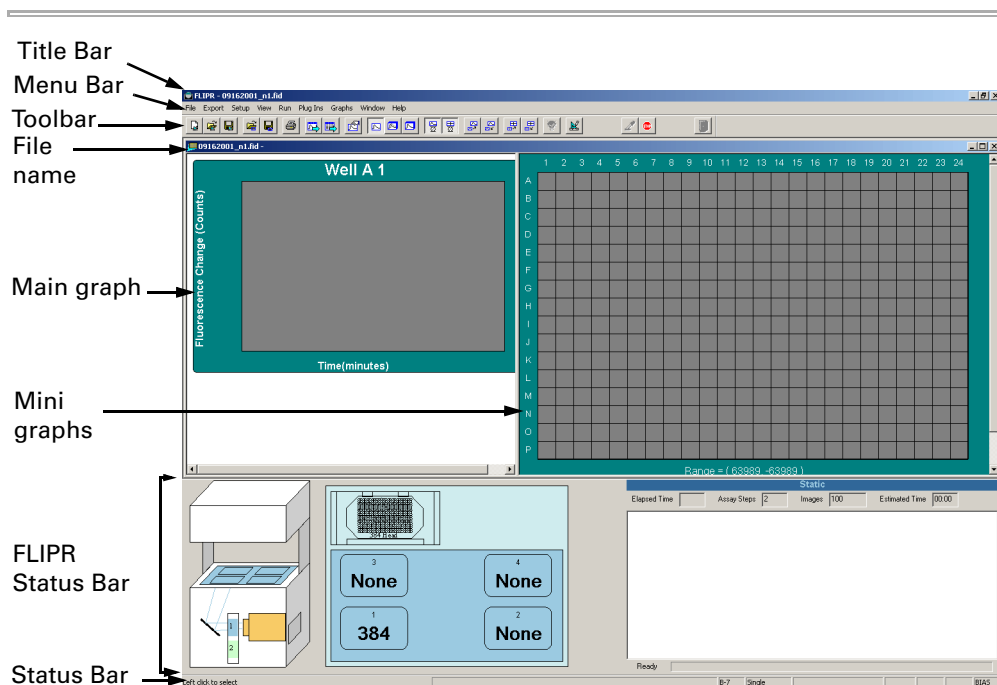 Title Bar
Menu Bar
Toolbar
File
name
Main graph
Mini
graphs
FLIPR
Status Bar
Status Bar
FLIPR - 09162001_n1.fid
File Export Setup View Run Plug Ins Graphs Window Help
09162001_n1.fid -
Well A 1
Fluorescence Change (Counts)
Time(minutes)
1 2 3 4 5 6 7 8 9 10 11 12 13 14 15 16 17 18 19 20 21 22 23 24
A
B
C
D
E
F
G
H
I
J
K
L
M
N
O
P
Range = ( 63989, -63989 )
1
2
384 Head
3
None
4
None
1
384
2
None
Static
Elapsed Time Assay Steps 2 Images 100 Estimated Time 00:00
Ready
Left click to select
B-7 Single BIAS